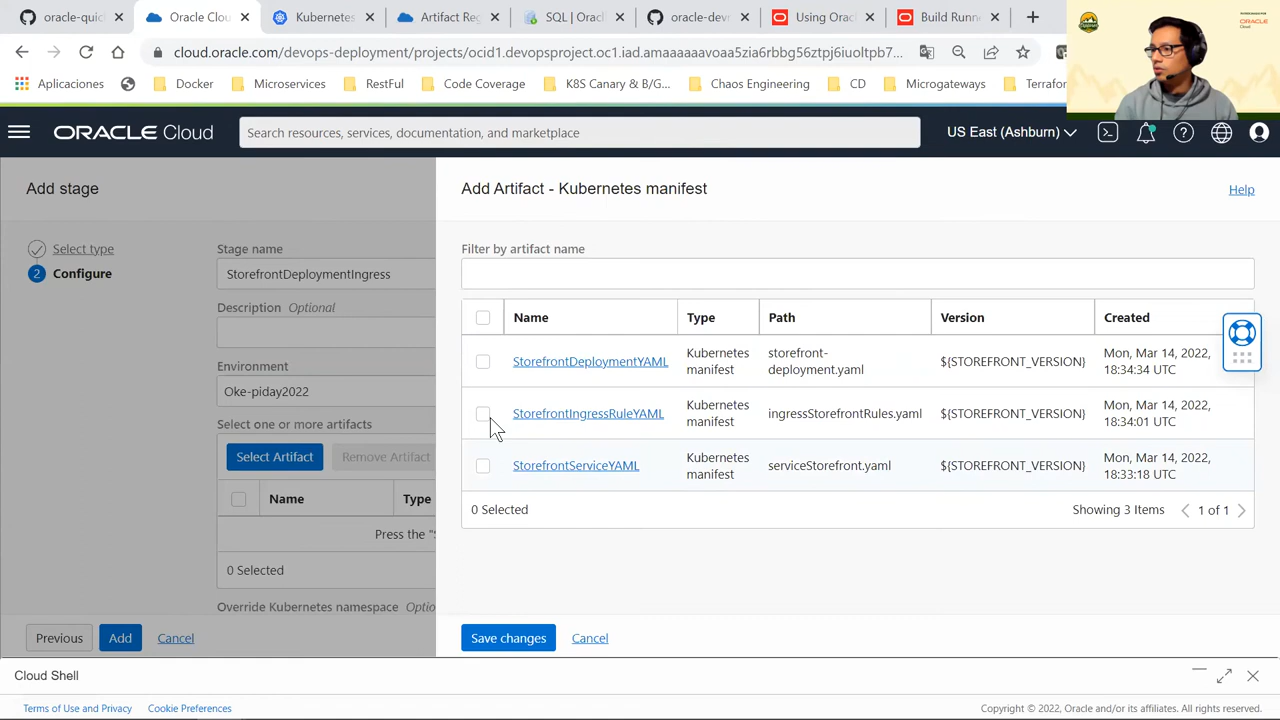 oracle-quic
Oracle Clou
Kubernetes
Artifact Reg
oracle-dev
Using Oracl
Build Runne
cloud.oracle.com/devops-deployment/projects/ocid1.devopsproject.oc1.iad.amaaaaaavoaa5zia6rbbg56ztpj6iuoltpb7...
Aplicaciones
Docker
Microservices
RestFul
Code Coverage
K8S Canary & B/G...
Chaos Engineering
CD
Microgateways
Terrafo
ORACLE Cloud
Search resources, services, documentation, and marketplace
US East (Ashburn)
Add stage
Select type
2 Configure
Stage name
StorefrontDeploymentIngress
Description Optional
Environment
Oke-piday2022
Select one or more artifacts
Select Artifact
Remove Artifact
Name
Type
Press the "S
0 Selected
Override Kubernetes namespace Optio
Previous
Add
Cancel
Add Artifact - Kubernetes manifest
Help
Filter by artifact name
Name
Type
Path
Version
Created
StorefrontDeploymentYAML
Kubernetes manifest
storefront-deployment.yaml
${STOREFRONT_VERSION}
Mon, Mar 14, 2022, 18:34:34 UTC
StorefrontIngressRuleYAML
Kubernetes manifest
ingressStorefrontRules.yaml
${STOREFRONT_VERSION}
Mon, Mar 14, 2022, 18:34:01 UTC
StorefrontServiceYAML
Kubernetes manifest
serviceStorefront.yaml
${STOREFRONT_VERSION}
Mon, Mar 14, 2022, 18:33:18 UTC
0 Selected
Showing 3 Items
1 of 1
Save changes
Cancel
Cloud Shell
Terms of Use and Privacy
Cookie Preferences
Copyright © 2022, Oracle and/or its affiliates. All rights reserved.